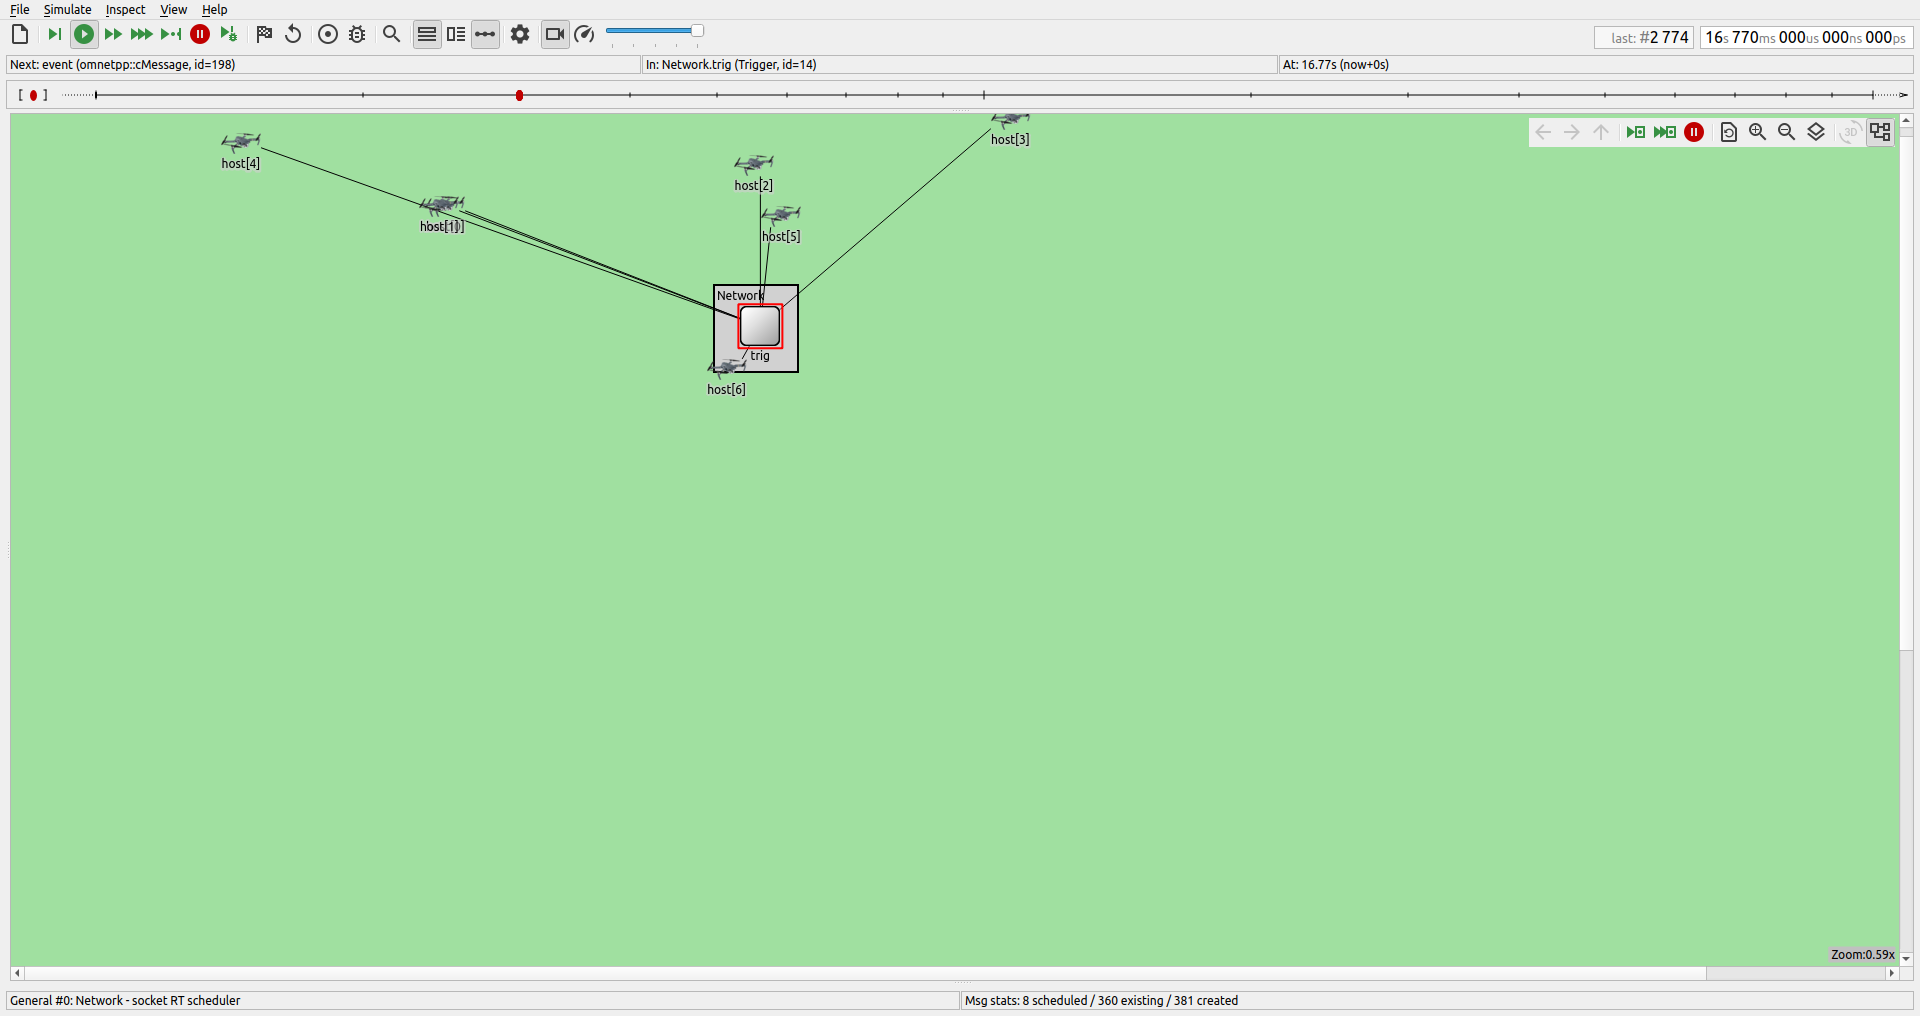 File Simulate Inspect View Help
last: #2 774 16s 770ms 000us 000ns 000ps
Next: event (omnetpp::cMessage, id=198) In: Network.trig (Trigger, id=14) At: 16.77s (now+0s)
host[3]
3D
host[4]
host[2]
host[1]
host[5]
Network
trig
host[6]
Zoom:0.59x
General #0: Network - socket RT scheduler Msg stats: 8 scheduled / 360 existing / 381 created